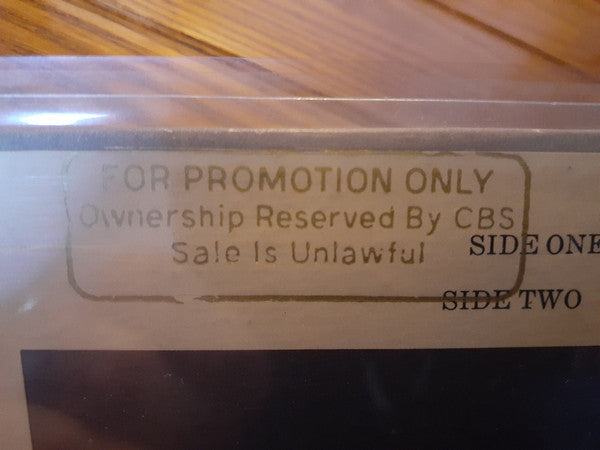 FOR PROMOTION ONLY
Ownership Reserved By CBS
Sale Is Unlawful
SIDE ONE
SIDE TWO